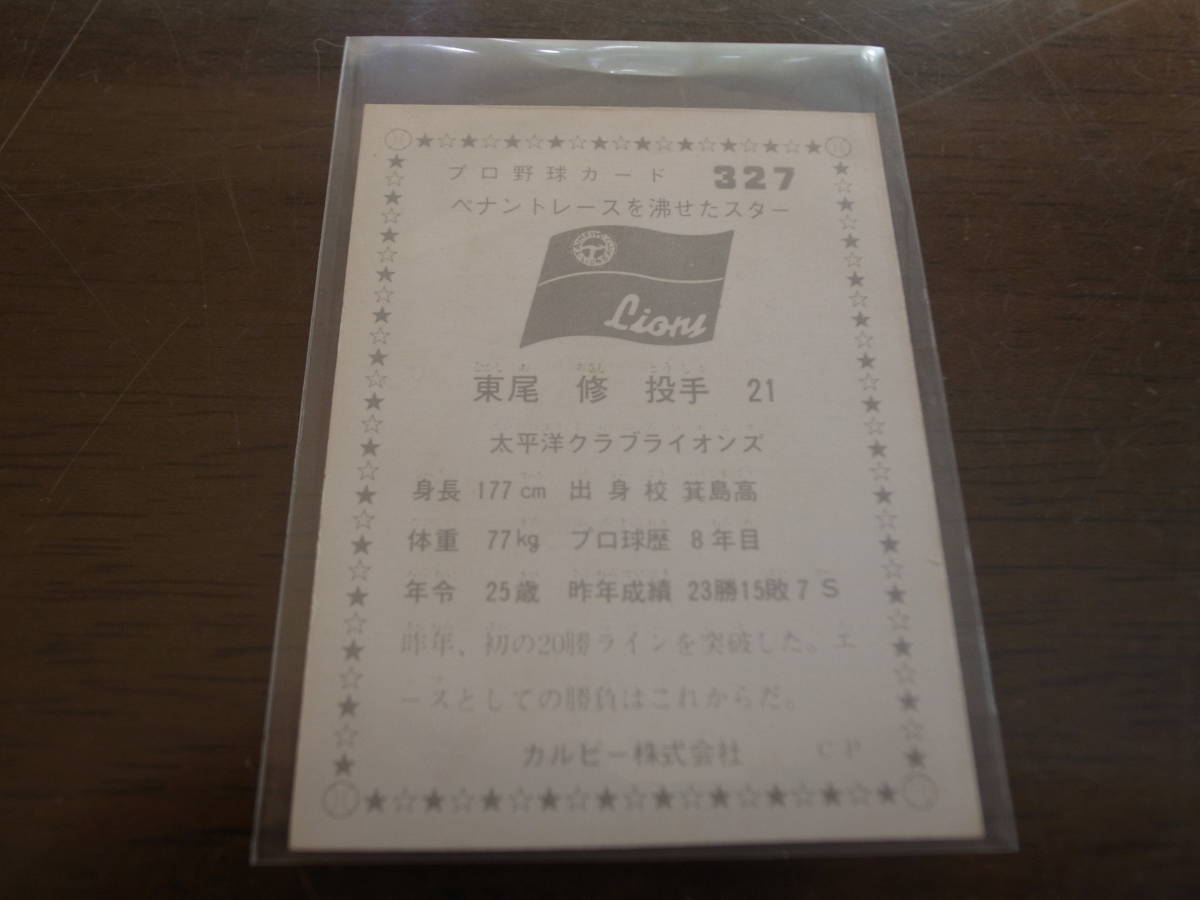 プロ野球カード 327
ペナントレースを沸せたスター
Lions
東尾 修 投手 21
太平洋クラブライオンズ
身長 177cm 出身校 箕島高
体重 77kg プロ球歴 8年目
年令 25歳 昨年成績 23勝15敗7S
昨年、初の20勝ラインを突破した。エ
ースとしての勝負はこれからだ。
カルビー株式会社 CP